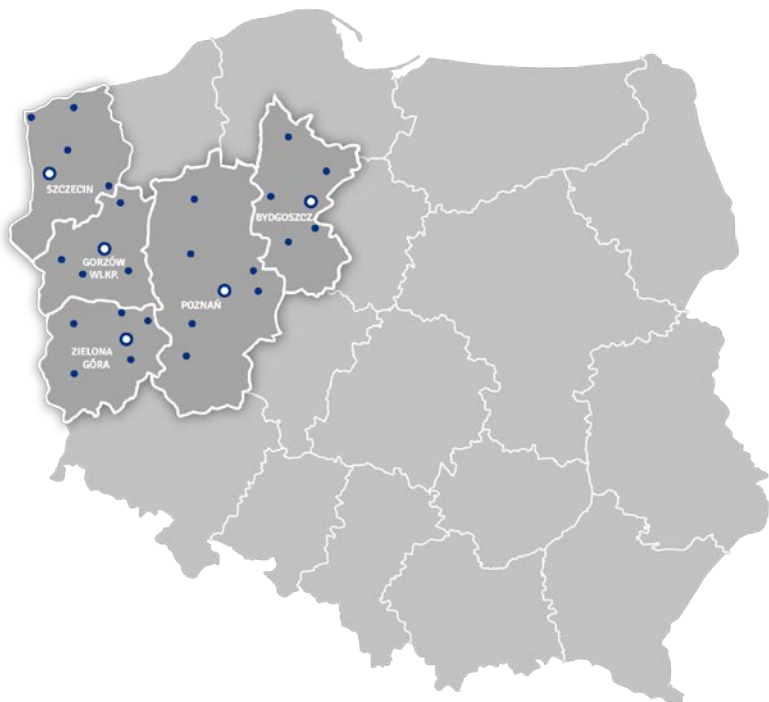 SZCZECIN
BYDGOSZCZ
GORZÓW
WLKP.
POZNAŃ
ZIELONA
GÓRA